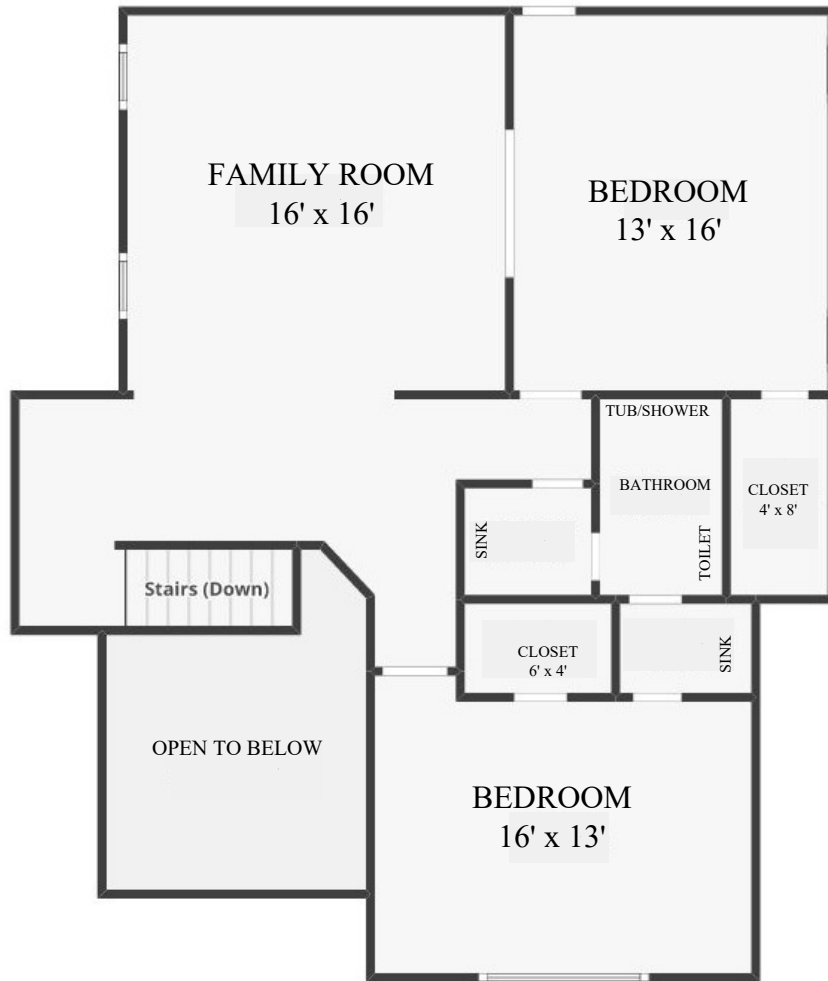 FAMILY ROOM
16' x 16'
BEDROOM
13' x 16'
TUB/SHOWER
BATHROOM
CLOSET
4' x 8'
SINK
TOILET
Stairs (Down)
CLOSET
6' x 4'
SINK
OPEN TO BELOW
BEDROOM
16' x 13'